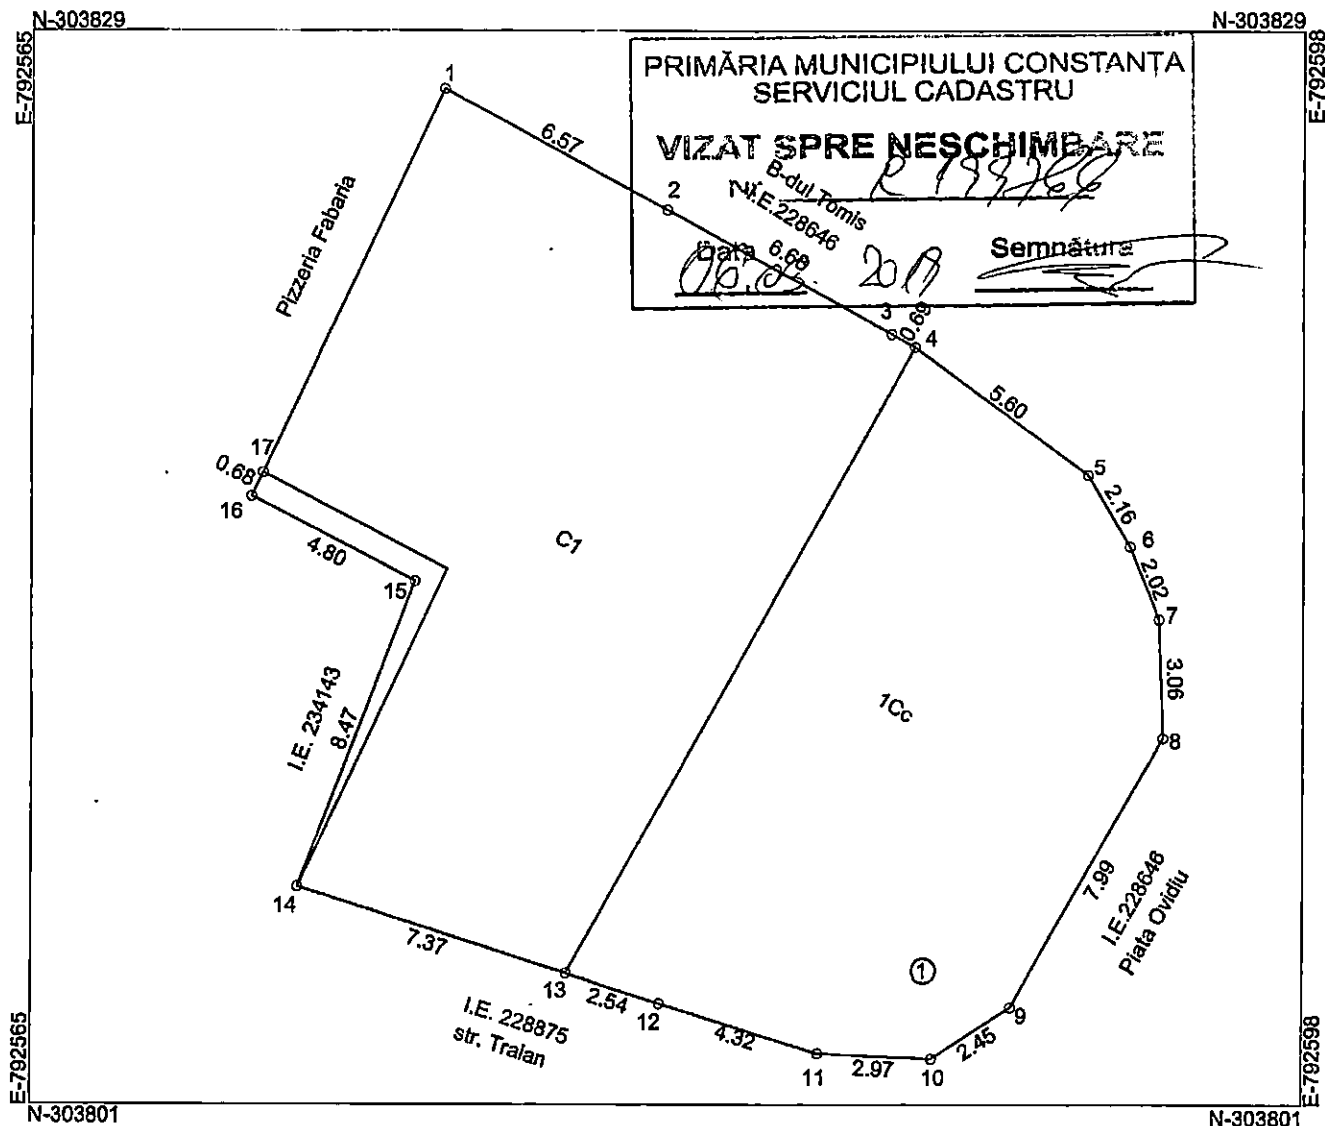 N-303829
N-303829
E-792565
E-792598
PRIMĂRIA MUNICIPIULUI CONSTANȚA
SERVICIUL CADASTRU
VIZAT SPRE NESCHIMBARE
B-dul Tomis
I.E.228646
Data
Semnătura
1
6.57
2
6.68
3
0.69
4
5.60
5
2.16
6
2.02
7
3.06
8
Pizzeria Fabaria
17
0.68
16
4.80
15
C1
1Cc
I.E. 234143
8.47
7.99
I.E.228646
Piata Ovidiu
14
7.37
13
2.54
12
4.32
11
2.97
10
2.45
9
1
I.E. 228875
str. Traian
E-792565
E-792598
N-303801
N-303801